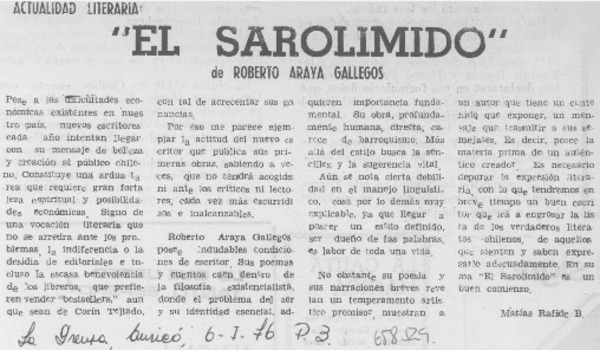 ACTUALIDAD LITERARIA:
"EL SAROLIMIDO"
de ROBERTO ARAYA GALLEGOS
Pese a las dificultades eco-
nómicas existentes en nues
tra país, nuevos escritores
cada año intentan llegar
con su mensaje de belleza
y creación al público chile-
no. Constituye una ardua ta
rea que requiere gran forta
leza espiritual y posibilida-
des económicas. Signo de
una vocación literaria que
no se arredra ante los pro-
blemas, la indiferencia o la
desidia de editoriales e in-
cluso la escasa benevolencia
de los libreros, que prefie-
ren vender "bestsellers," aun
que sean de Corín Tejlado,
con tal de acrecentar sus ga
nancias.
Por eso me parece ejem-
plar la actitud del nuevo es
critor que publica sus pri-
meras obras, sabiendo a ve-
ces, que no tendrá acogida
ni ante los críticos ni lecto-
res, cada vez más escurridi
zos e inalcanzables.
Roberto Araya Gallegos
posee indudables condiciones
de escritor. Sus poemas
y cuentos caen dentro de
la filosofía existencialista,
donde el problema del ser
y su identidad esencial, ad-
quieren importancia funda-
mental. Su obra, profunda-
mente humana, directa, ca-
rece de barroquismo. Más
allá del estilo busca la sen-
cillez y la sugerencia vital.
Aún se nota cierta debili-
dad en el manejo linguísti-
co, cosa por lo demás muy
explicable, ya que llegar a
poseer un estilo definido,
ser dueño de las palabras,
es labor de toda una vida.
No obstante su poesía y
sus narraciones breves reve
lan un temperamento artís-
tico promisor, muestran a
un autor que tiene un conte
nido que exponer, un men-
saje que trasmitir a sus se-
mejantes. Es decir, posee la
materia prima de un autén-
tico creador. Es necesario
depurar la expresión litera-
ria, con lo que tendremos en
breve tiempo un buen escri
tor que irá a engrosar la lis
ta de los verdaderos litera-
tos chilenos, de aquellos
que sienten y saben expre-
sarlo adecuadamente. En su
ma "El Sarolimido" es un
buen comienzo.
Matías Rafide B.
La Prensa, Curicó, 6-I-76 P.3. 658529